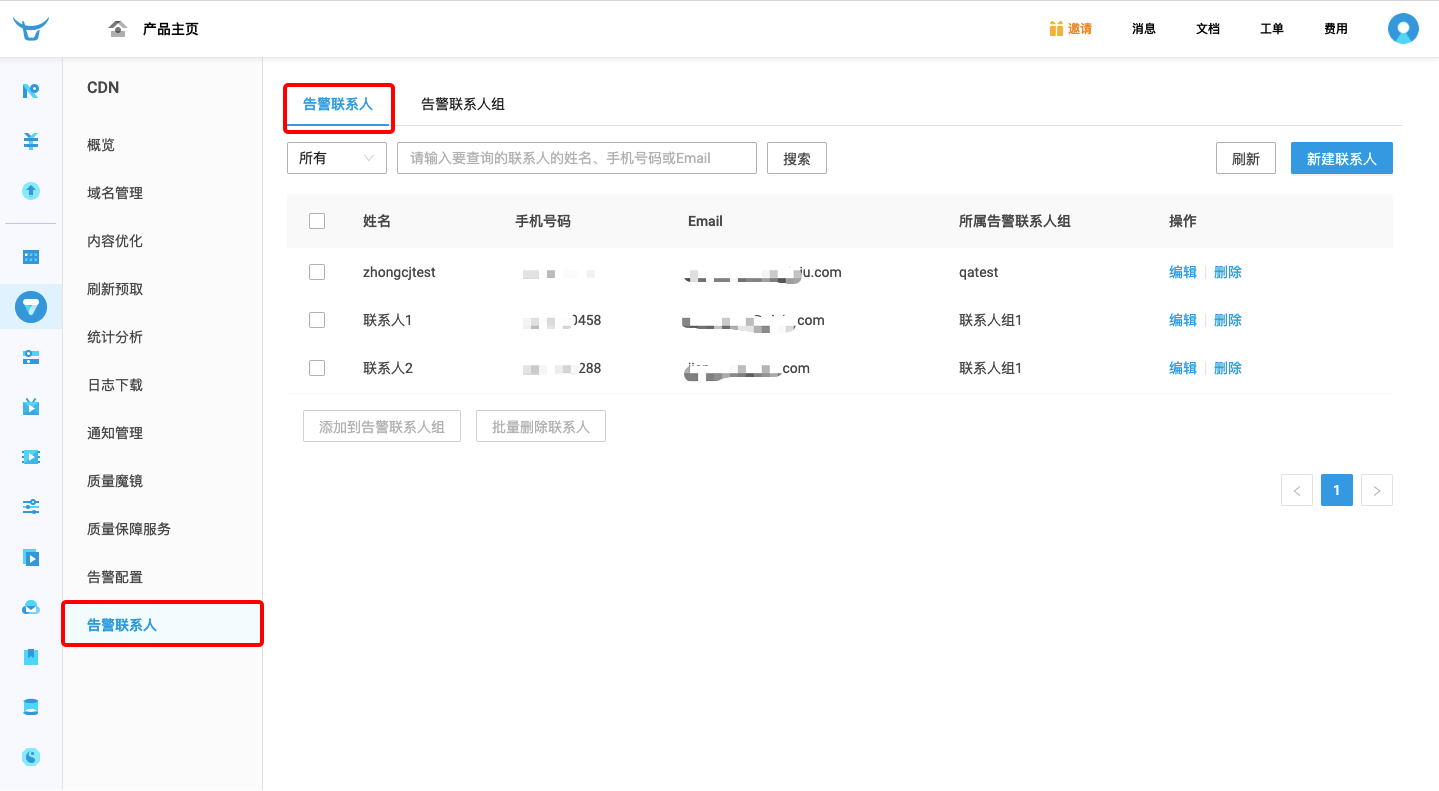 产品主页
邀请
消息
文档
工单
费用
CDN
概览
域名管理
内容优化
刷新预取
统计分析
日志下载
通知管理
质量魔镜
质量保障服务
告警配置
告警联系人
告警联系人 告警联系人组
所有 请输入要查询的联系人的姓名、手机号码或Email 搜索 刷新 新建联系人
姓名 手机号码 Email 所属告警联系人组 操作
zhongcjtest iu.com qatest 编辑 删除
联系人1 0458 .com 联系人组1 编辑 删除
联系人2 288 com 联系人组1 编辑 删除
添加到告警联系人组 批量删除联系人
< 1 >